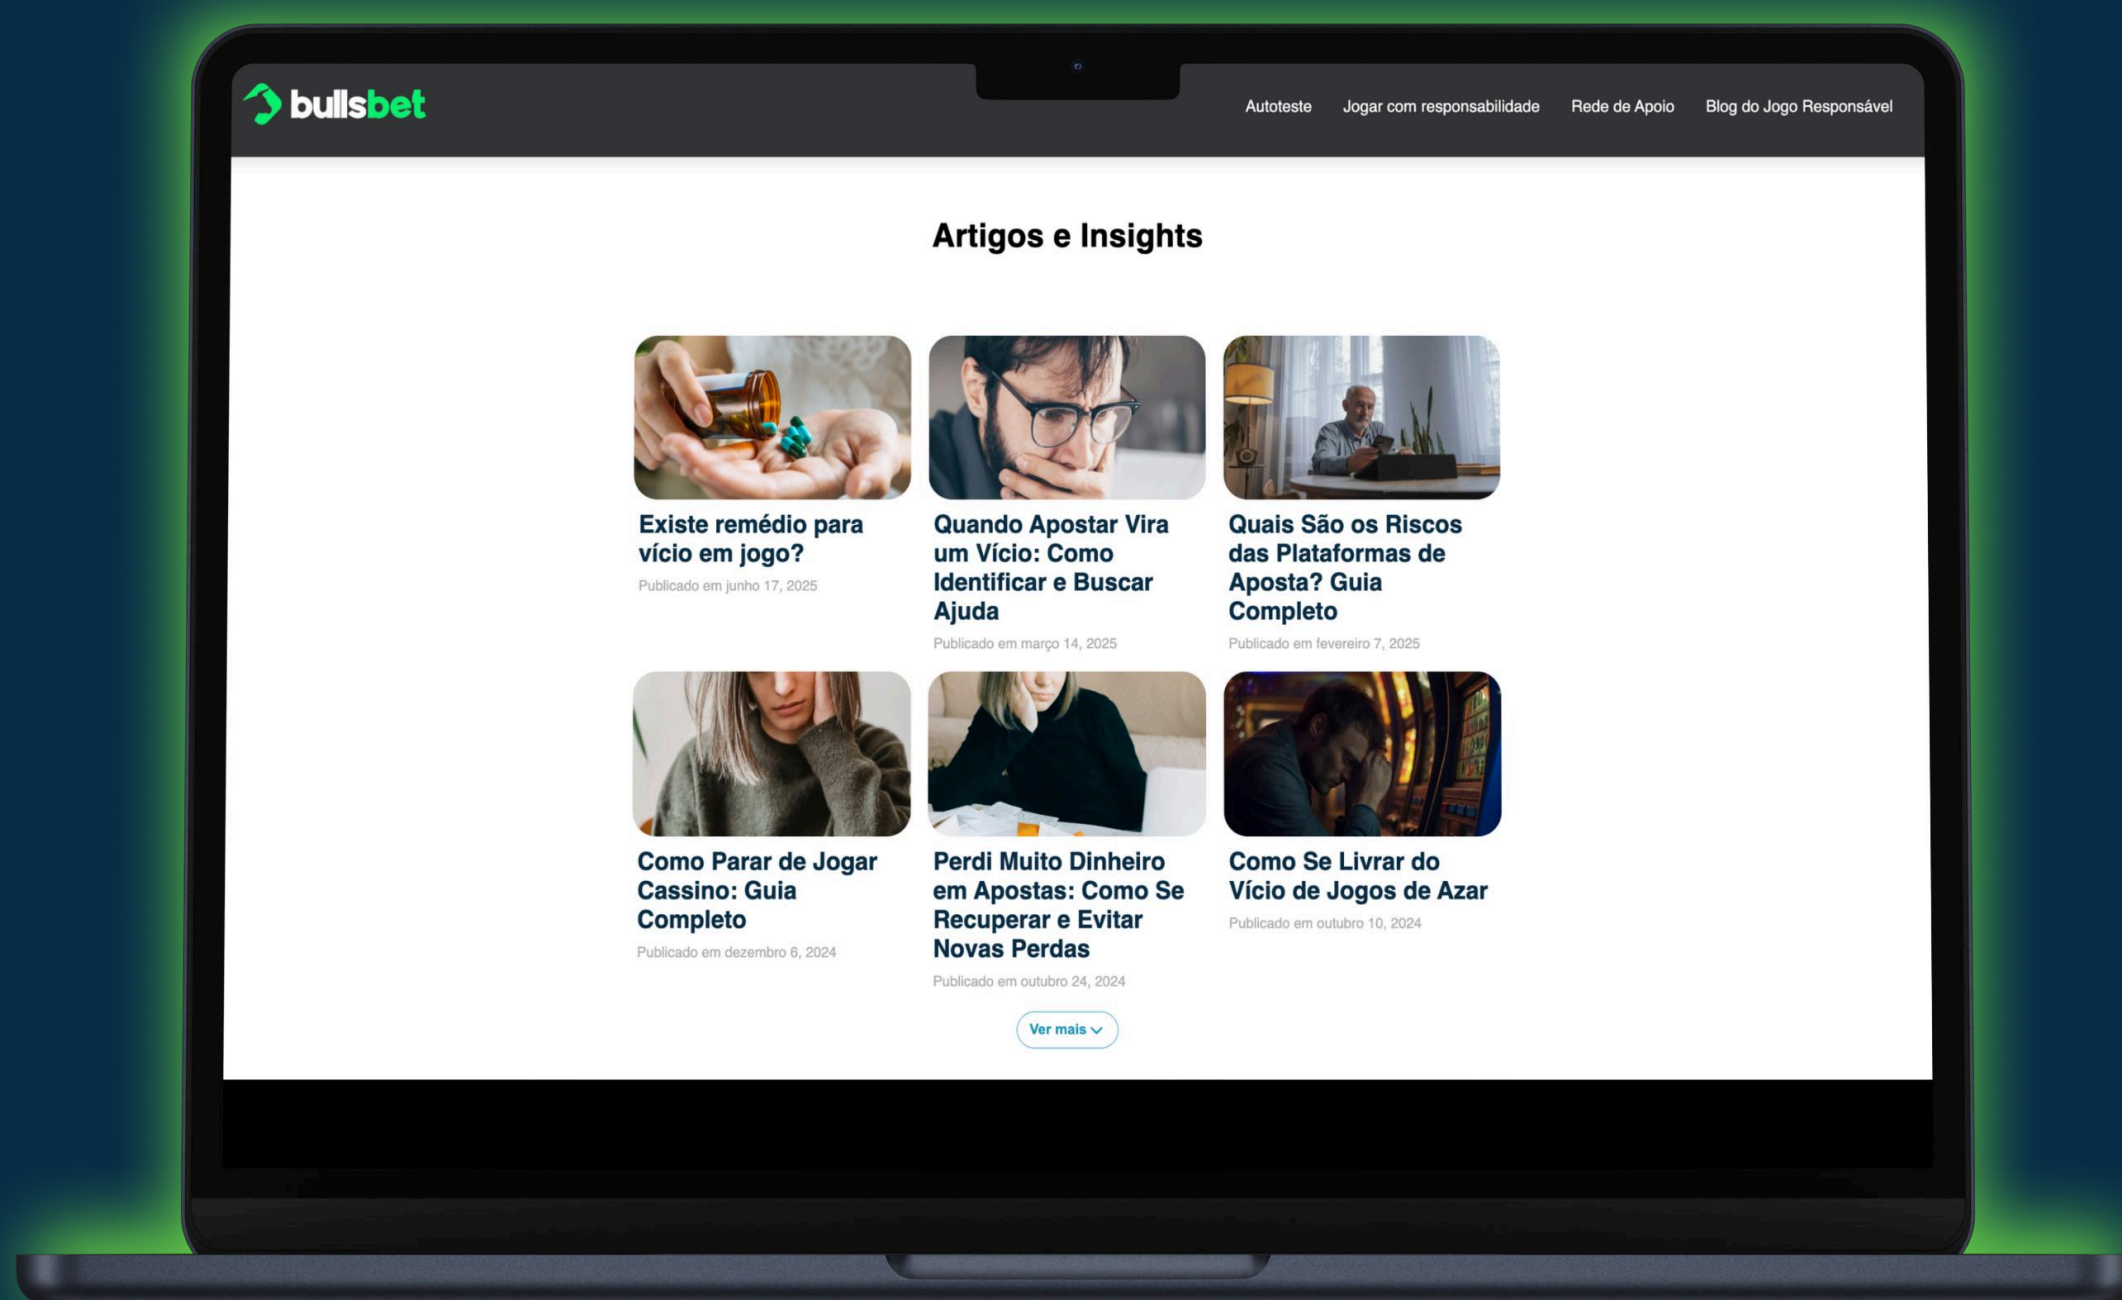 bullsbet
Autoteste
Jogar com responsabilidade
Rede de Apoio
Blog do Jogo Responsável
Artigos e Insights
Existe remédio para
vício em jogo?
Publicado em junho 17, 2025
Quando Apostar Vira
um Vício: Como
Identificar e Buscar
Ajuda
Publicado em março 14, 2025
Quais São os Riscos
das Plataformas de
Aposta? Guia
Completo
Publicado em fevereiro 7, 2025
Como Parar de Jogar
Cassino: Guia
Completo
Publicado em dezembro 6, 2024
Perdi Muito Dinheiro
em Apostas: Como Se
Recuperar e Evitar
Novas Perdas
Publicado em outubro 24, 2024
Como Se Livrar do
Vício de Jogos de Azar
Publicado em outubro 10, 2024
Ver mais